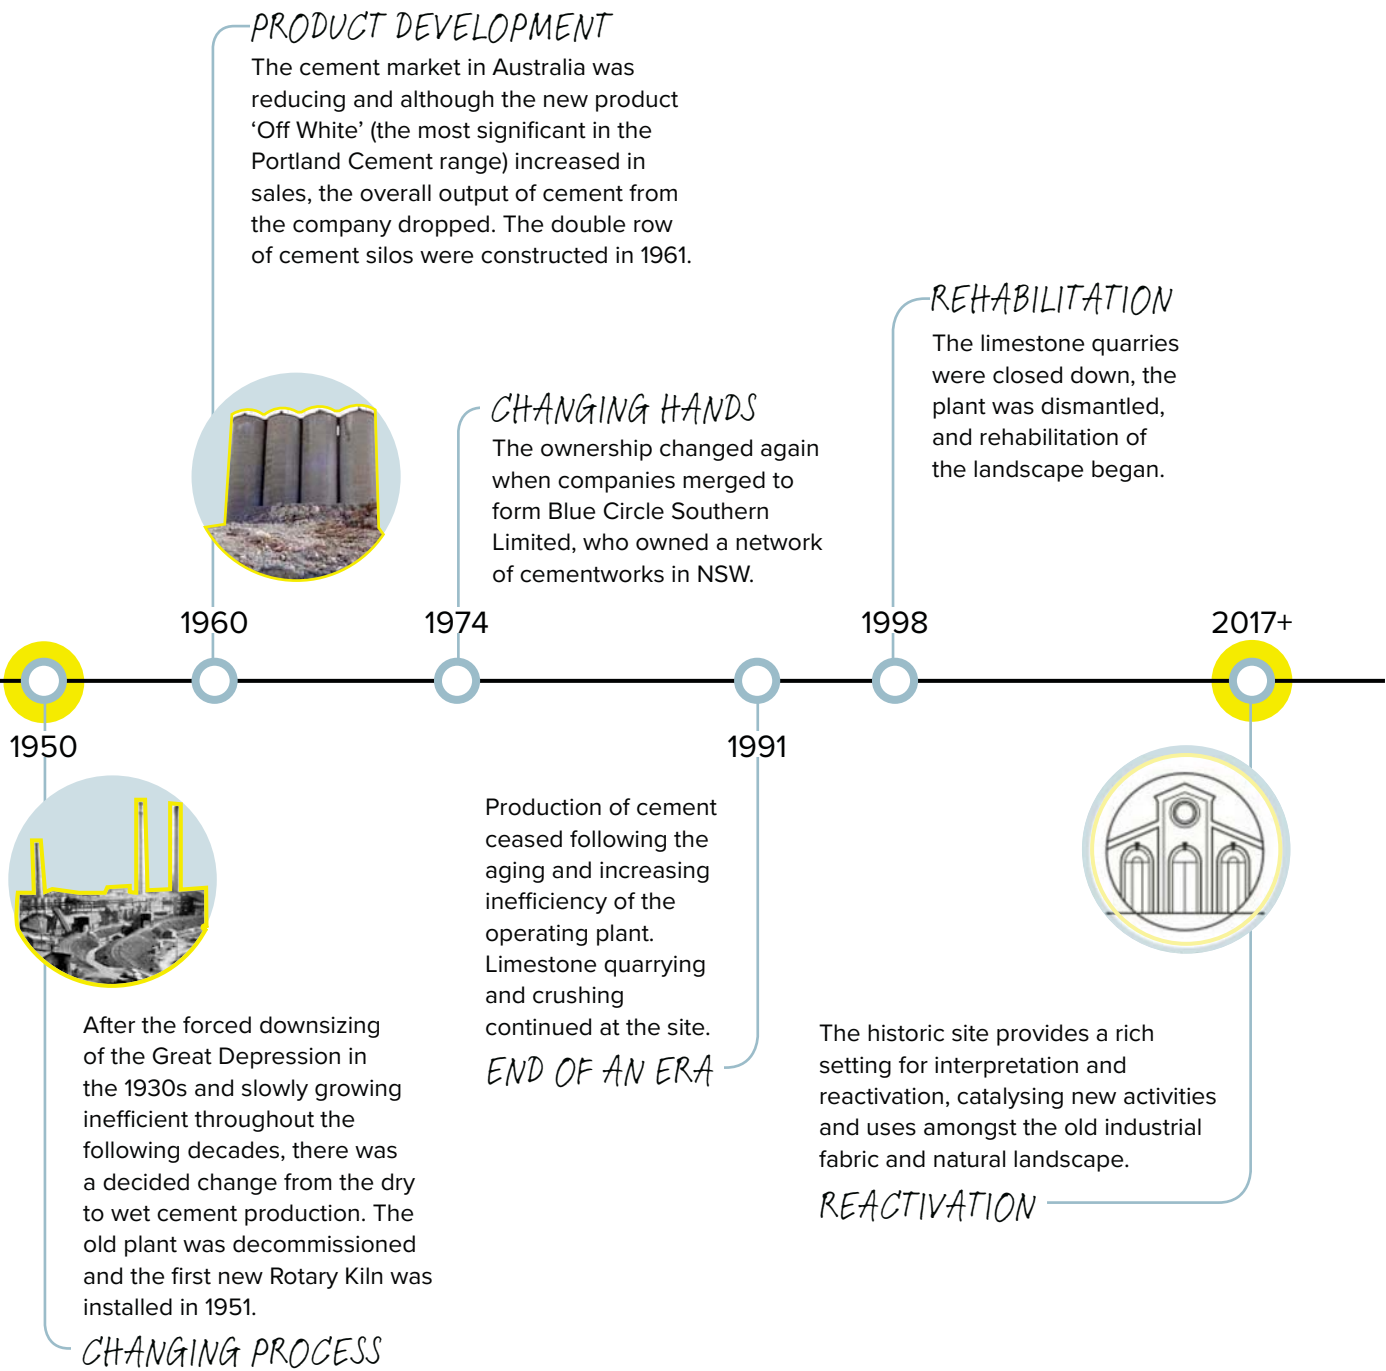 PRODUCT DEVELOPMENT
The cement market in Australia was
reducing and although the new product
‘Off White’ (the most significant in the
Portland Cement range) increased in
sales, the overall output of cement from
the company dropped. The double row
of cement silos were constructed in 1961.
REHABILITATION
The limestone quarries
were closed down, the
plant was dismantled,
and rehabilitation of
the landscape began.
CHANGING HANDS
The ownership changed again
when companies merged to
form Blue Circle Southern
Limited, who owned a network
of cementworks in NSW.
1960
1974
1998
2017+
1950
1991
Production of cement
ceased following the
aging and increasing
inefficiency of the
operating plant.
Limestone quarrying
and crushing
continued at the site.
END OF AN ERA
After the forced downsizing
of the Great Depression in
the 1930s and slowly growing
inefficient throughout the
following decades, there was
a decided change from the dry
to wet cement production. The
old plant was decommissioned
and the first new Rotary Kiln was
installed in 1951.
CHANGING PROCESS
The historic site provides a rich
setting for interpretation and
reactivation, catalysing new activities
and uses amongst the old industrial
fabric and natural landscape.
REACTIVATION